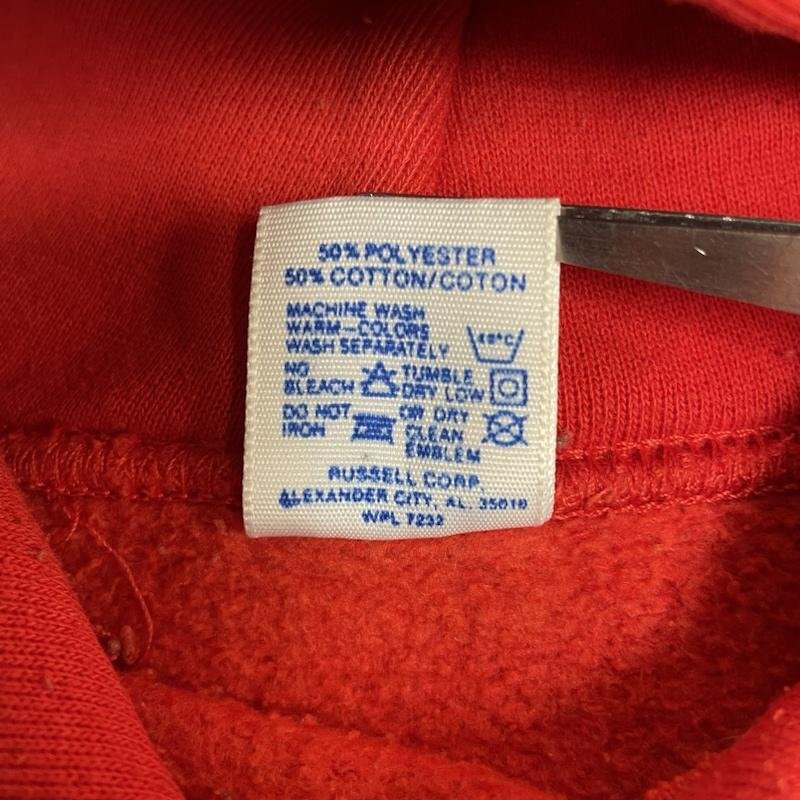 50% POLYESTER
50% COTTON/COTON
MACHINE WASH
WARM-COLORS
WASH SEPARATELY
40°C
NO
BLEACH
TUMBLE
DRY LOW
DO NOT
IRON
OR DRY
CLEAN
EMBLEM
RUSSELL CORP.
ALEXANDER CITY, AL. 35010
WPL 7232